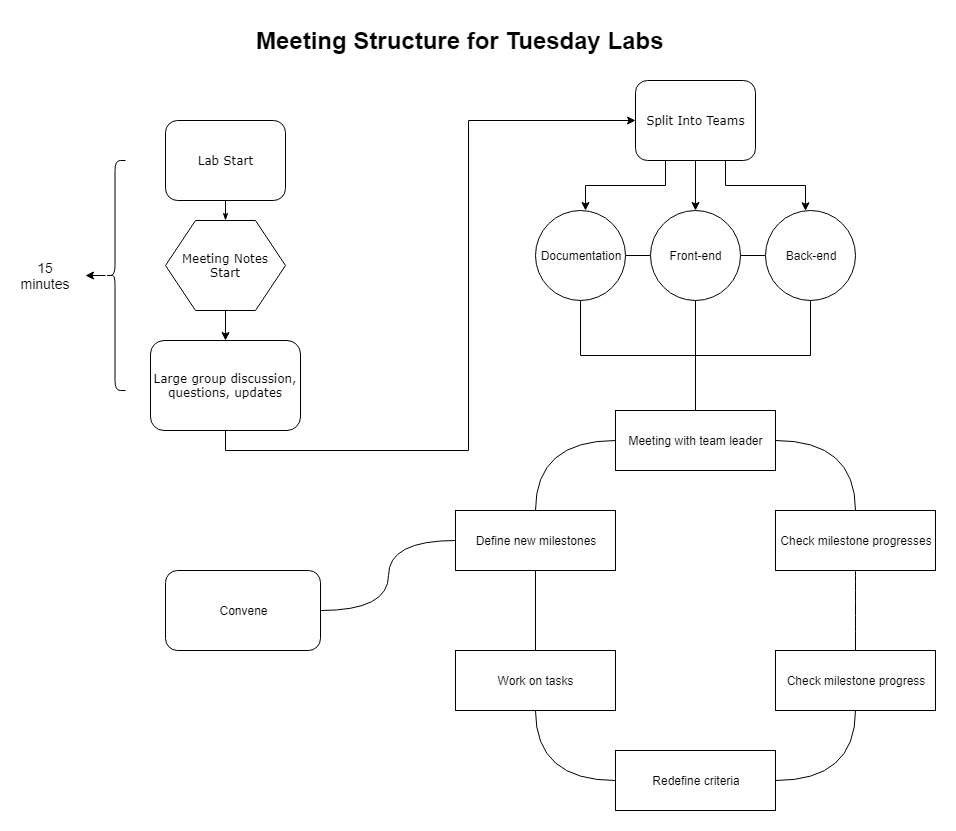 Meeting Structure for Tuesday Labs
Lab Start
Meeting Notes
Start
15
minutes
Large group discussion,
questions, updates
Split Into Teams
Documentation
Front-end
Back-end
Meeting with team leader
Define new milestones
Check milestone progresses
Convene
Work on tasks
Check milestone progress
Redefine criteria